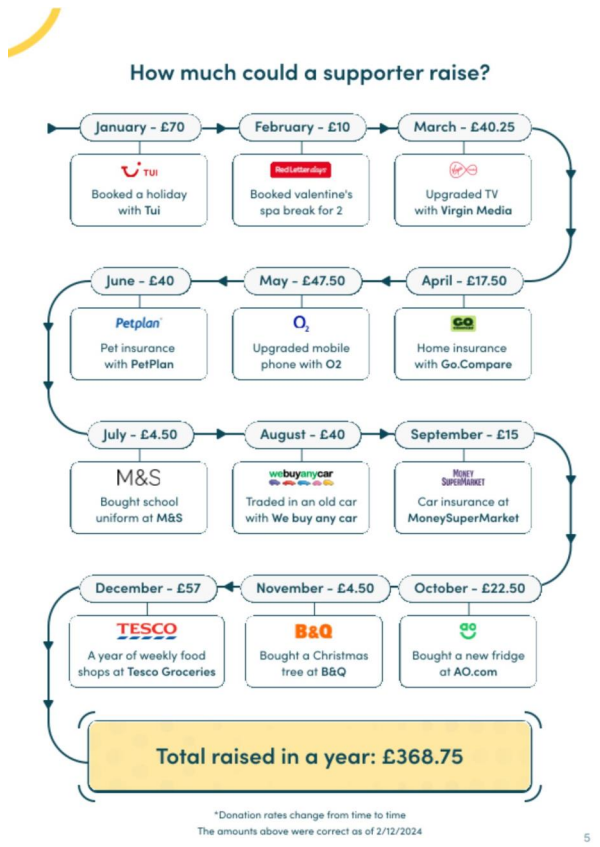 How much could a supporter raise?
January - £70
February - £10
March - £40.25
TUI
Red Letter days
Virgin
Booked a holiday
with Tui
Booked valentine's
spa break for 2
Upgraded TV
with Virgin Media
June - £40
May - £47.50
April - £17.50
Petplan
O2
GO
Pet insurance
with PetPlan
Upgraded mobile
phone with O2
Home insurance
with Go.Compare
July - £4.50
August - £40
September - £15
M&S
webuyanycar
MONEY
SUPERMARKET
Bought school
uniform at M&S
Traded in an old car
with We buy any car
Car insurance at
MoneySuperMarket
December - £57
November - £4.50
October - £22.50
TESCO
B&Q
ao
A year of weekly food
shops at Tesco Groceries
Bought a Christmas
tree at B&Q
Bought a new fridge
at AO.com
Total raised in a year: £368.75
*Donation rates change from time to time
The amounts above were correct as of 2/12/2024
5